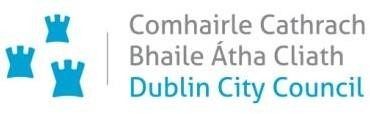 Comhairle Cathrach
Bhaile Átha Cliath
Dublin City Council